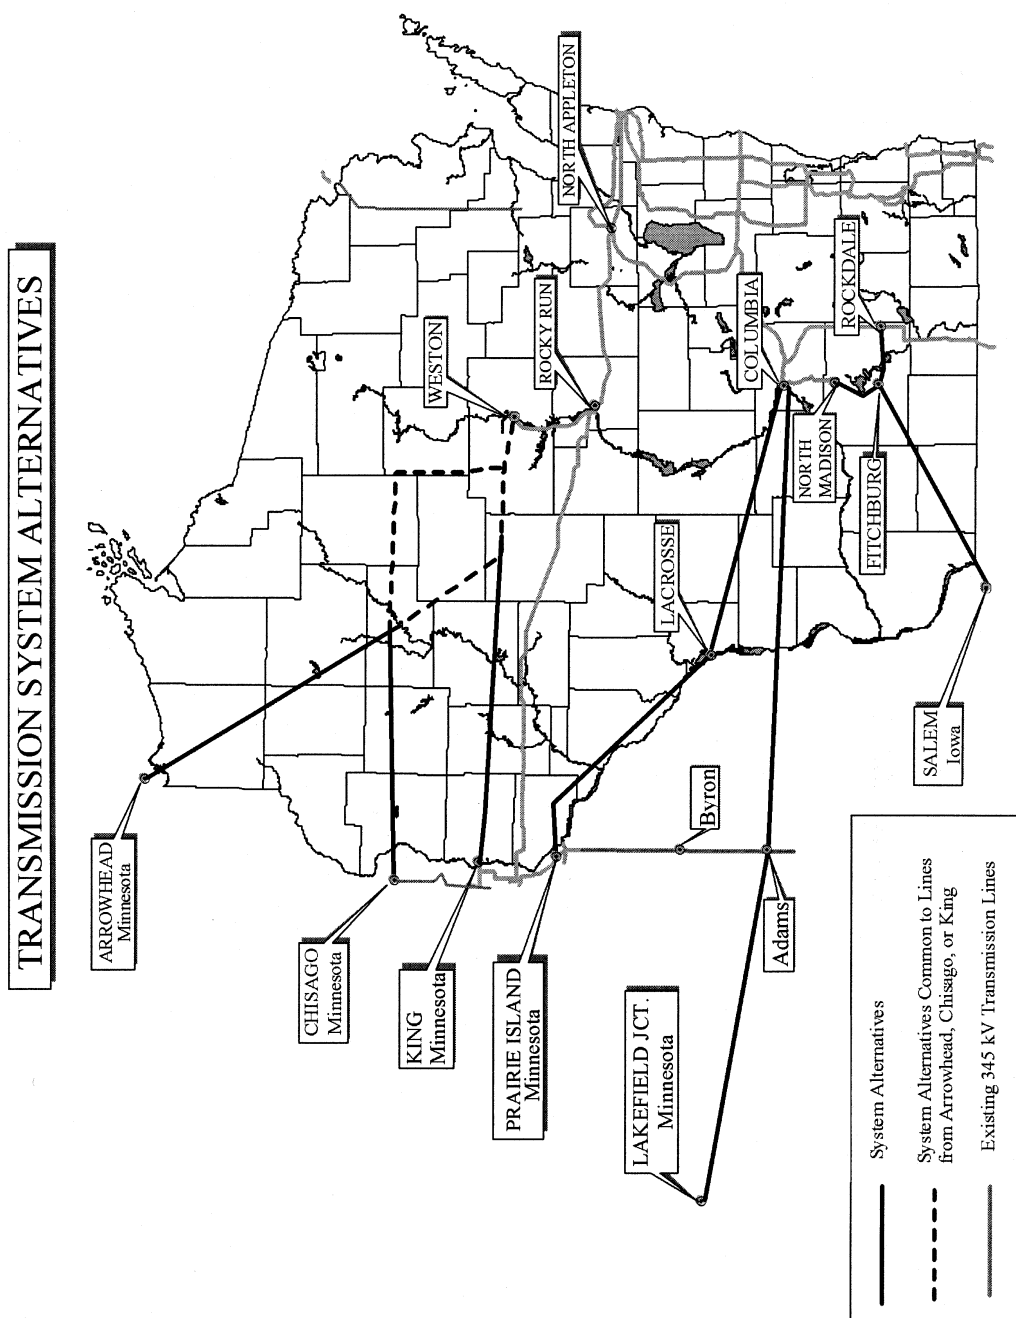 TRANSMISSION SYSTEM ALTERNATIVES
ARROWHEAD
Minnesota
CHISAGO
Minnesota
KING
Minnesota
PRAIRIE ISLAND
Minnesota
LAKEFIELD JCT.
Minnesota
Adams
Byron
SALEM
Iowa
LACROSSE
WESTON
ROCKY RUN
NORTH APPLETON
COLUMBIA
NORTH
MADISON
FITCHBURG
ROCKDALE
System Alternatives
System Alternatives Common to Lines
from Arrowhead, Chisago, or King
Existing 345 kV Transmission Lines